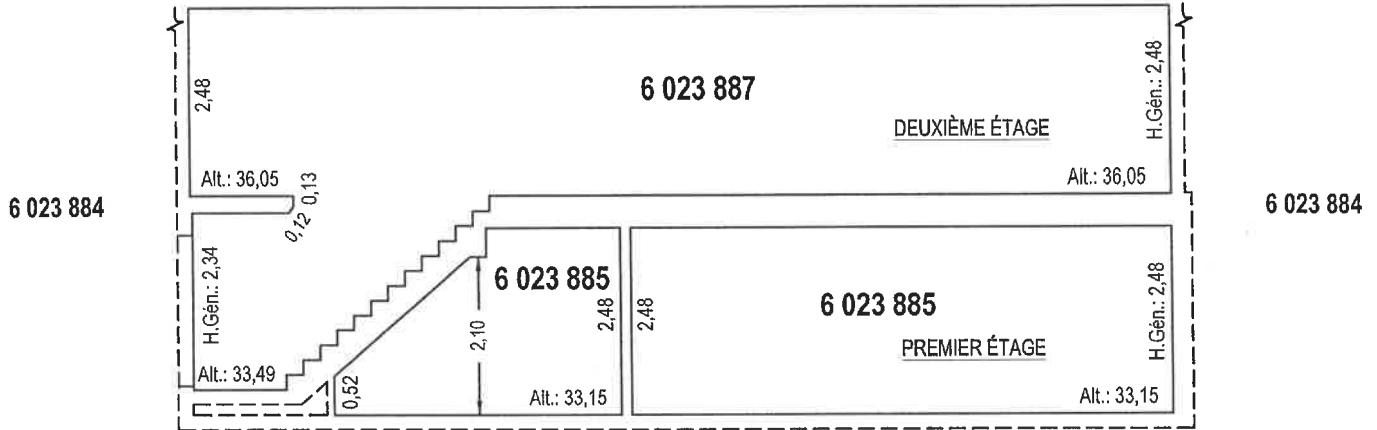 6 023 887
2,48
H.Gén.: 2,48
DEUXIÈME ÉTAGE
Alt.: 36,05
0,13
Alt.: 36,05
6 023 884
0,12
6 023 884
H.Gén.: 2,34
6 023 885
2,48
2,48
6 023 885
H.Gén.: 2,48
2,10
PREMIER ÉTAGE
Alt.: 33,49
0,52
Alt.: 33,15
Alt.: 33,15